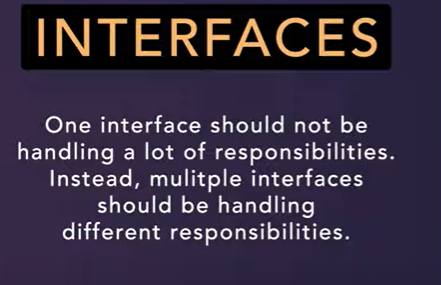 INTERFACES
One interface should not be
handling a lot of responsibilities.
Instead, mulitple interfaces
should be handling
different responsibilities.